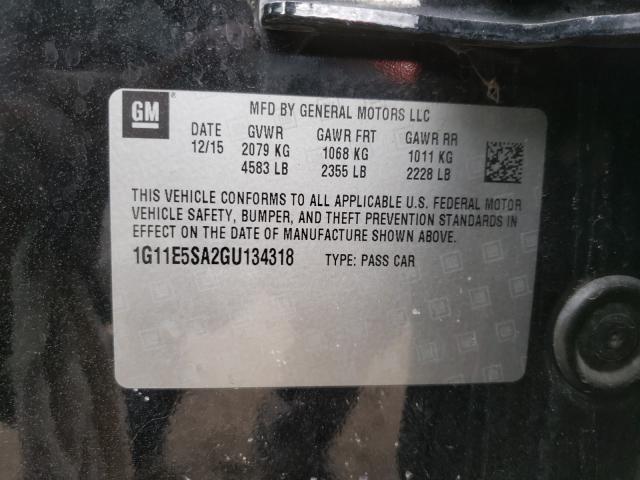 GM
MFD BY GENERAL MOTORS LLC
DATE GVWR GAWR FRT GAWR RR
12/15 2079 KG 1068 KG 1011 KG
4583 LB 2355 LB 2228 LB
THIS VEHICLE CONFORMS TO ALL APPLICABLE U.S. FEDERAL MOTOR
VEHICLE SAFETY, BUMPER, AND THEFT PREVENTION STANDARDS IN
EFFECT ON THE DATE OF MANUFACTURE SHOWN ABOVE.
1G11E5SA2GU134318 TYPE: PASS CAR